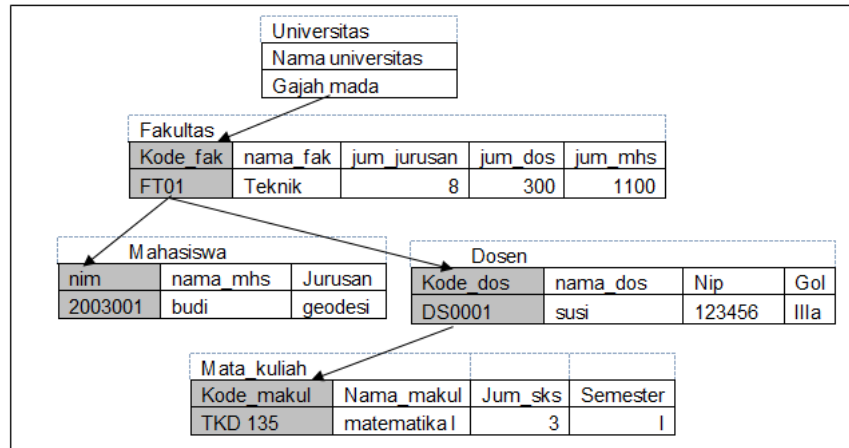 Universitas
Nama universitas
Gajah mada
Fakultas
Kode_fak nama_fak jum_jurusan jum_dos jum_mhs
FT01 Teknik 8 300 1100
Mahasiswa
nim nama_mhs Jurusan
2003001 budi geodesi
Dosen
Kode_dos nama_dos Nip Gol
DS0001 susi 123456 IIIa
Mata_kuliah
Kode_makul Nama_makul Jum_sks Semester
TKD 135 matematika I 3 I